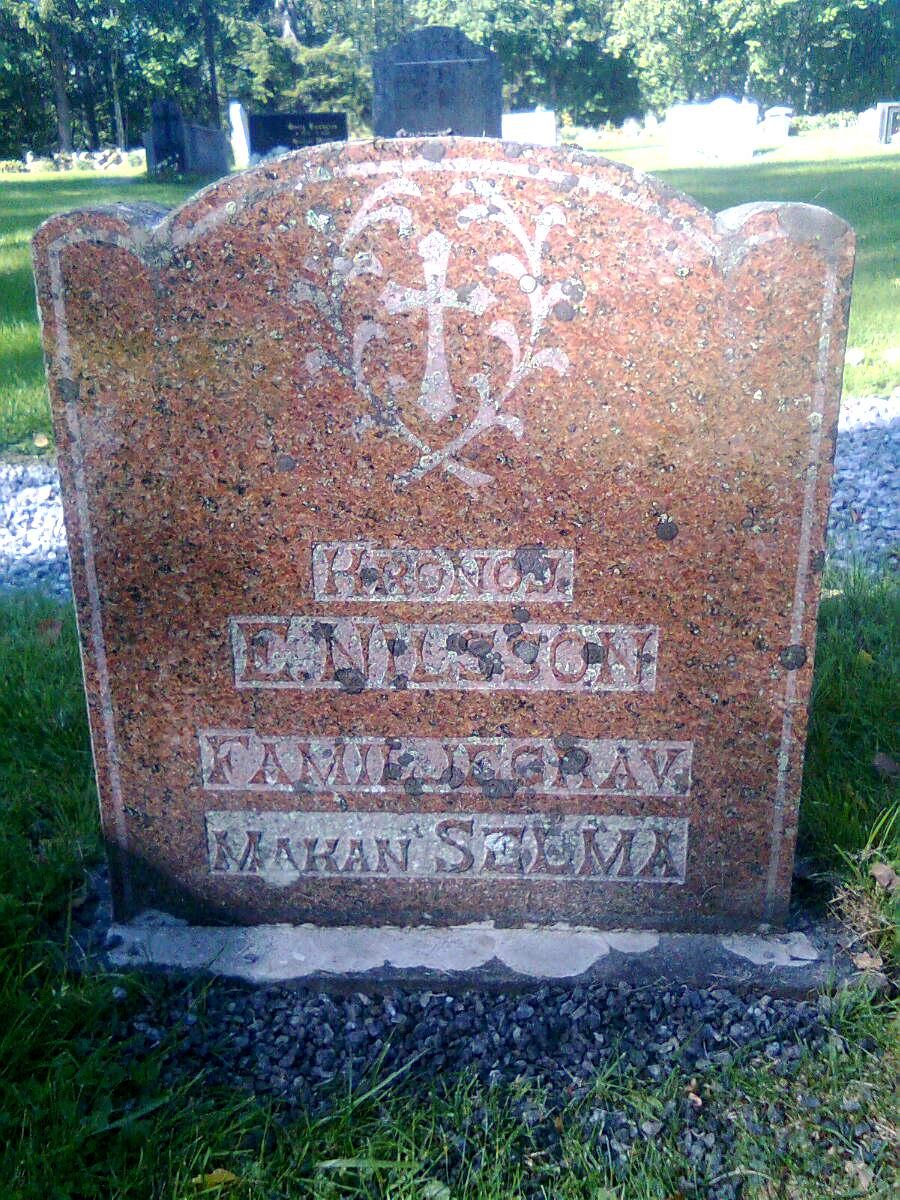 KRONOJ.
E. NILSSON
FAMILJEGRAV
MAKAN SELMA